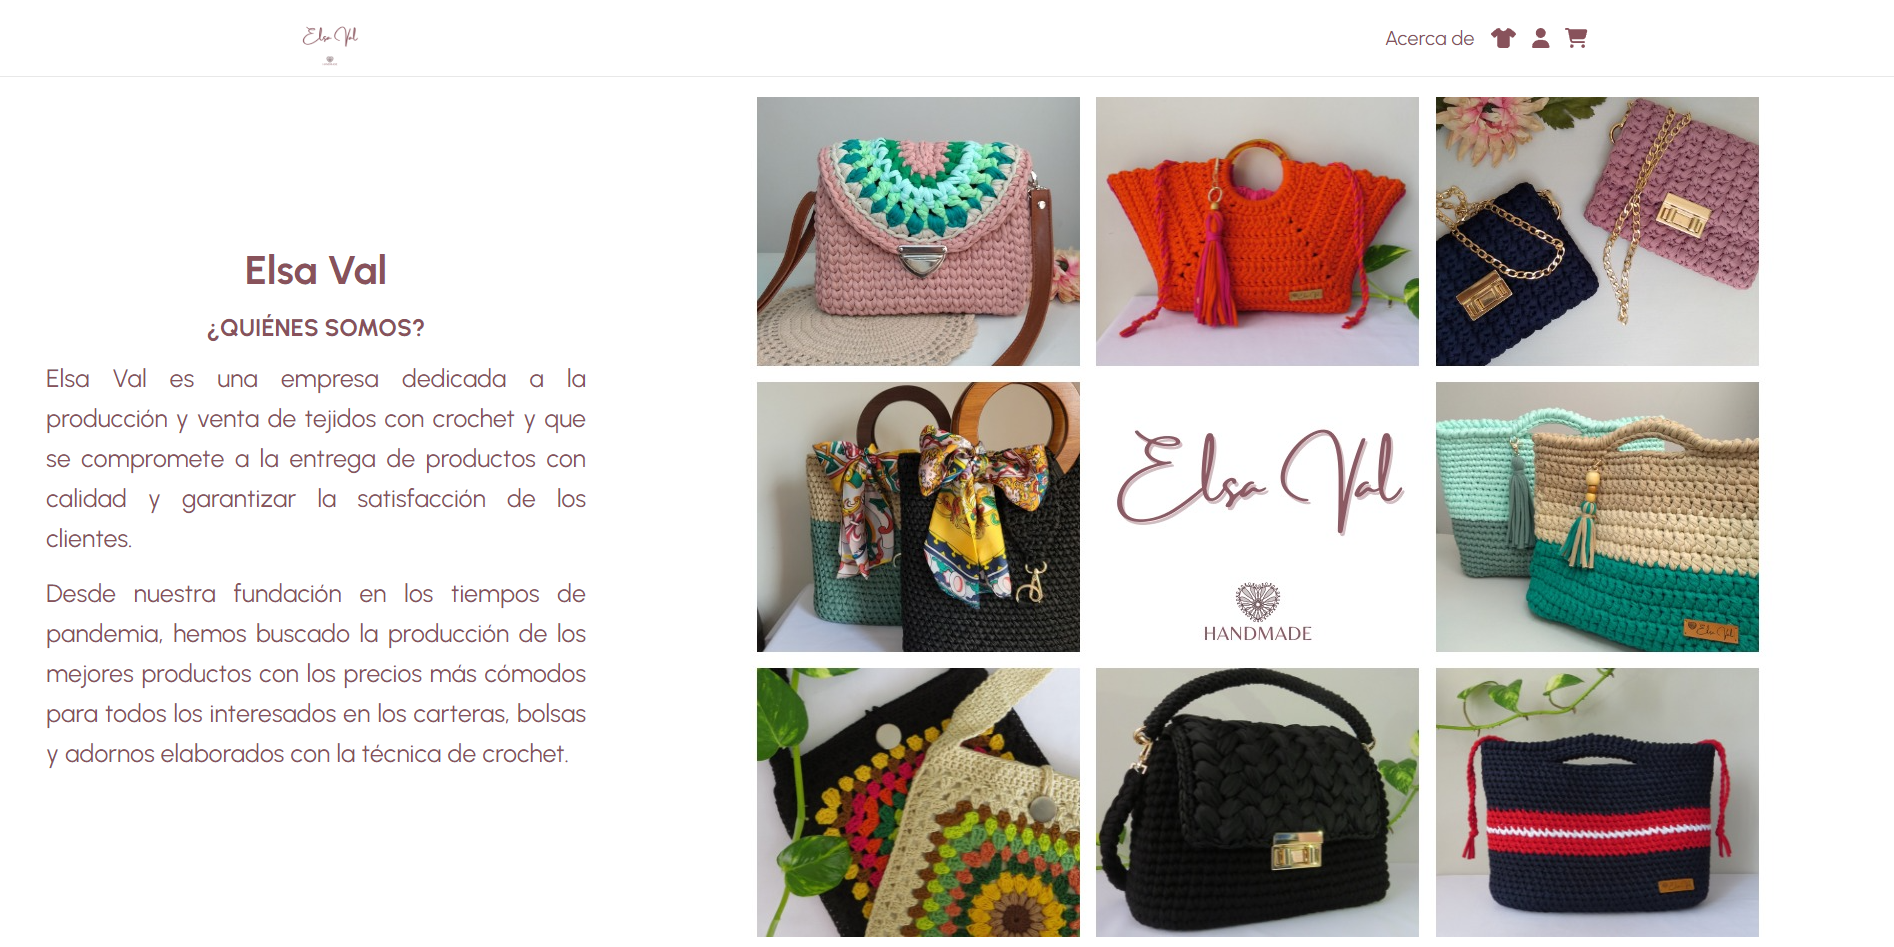 Elsa Val
Acerca de
Elsa Val
¿QUIÉNES SOMOS?
Elsa Val es una empresa dedicada a la
producción y venta de tejidos con crochet y que
se compromete a la entrega de productos con
calidad y garantizar la satisfacción de los
clientes.
Desde nuestra fundación en los tiempos de
pandemia, hemos buscado la producción de los
mejores productos con los precios más cómodos
para todos los interesados en los carteras, bolsas
y adornos elaborados con la técnica de crochet.
Elsa Val
HANDMADE
Elsa Val